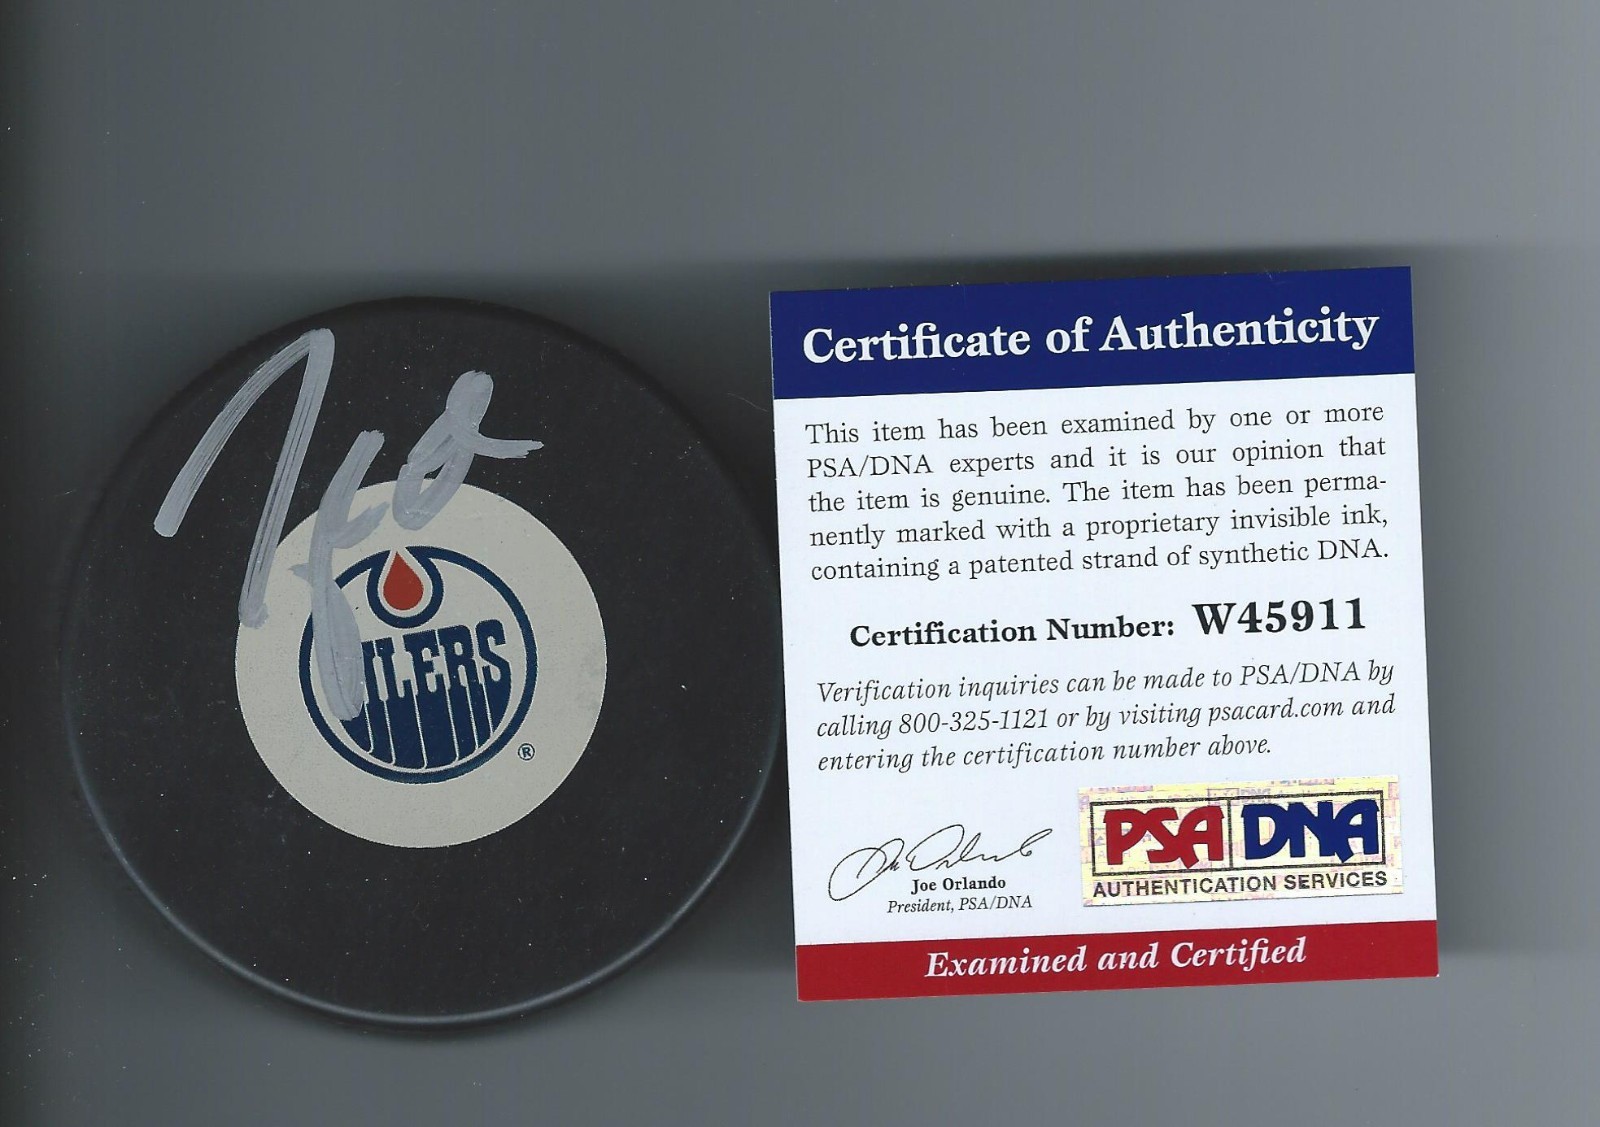 OILERS
®
Certificate of Authenticity
This item has been examined by one or more
PSA/DNA experts and it is our opinion that
the item is genuine. The item has been perma-
nently marked with a proprietary invisible ink,
containing a patented strand of synthetic DNA.
Certification Number: W45911
Verification inquiries can be made to PSA/DNA by
calling 800-325-1121 or by visiting psacard.com and
entering the certification number above.
Joe Orlando
Joe Orlando
President, PSA/DNA
PSA DNA
AUTHENTICATION SERVICES
Examined and Certified